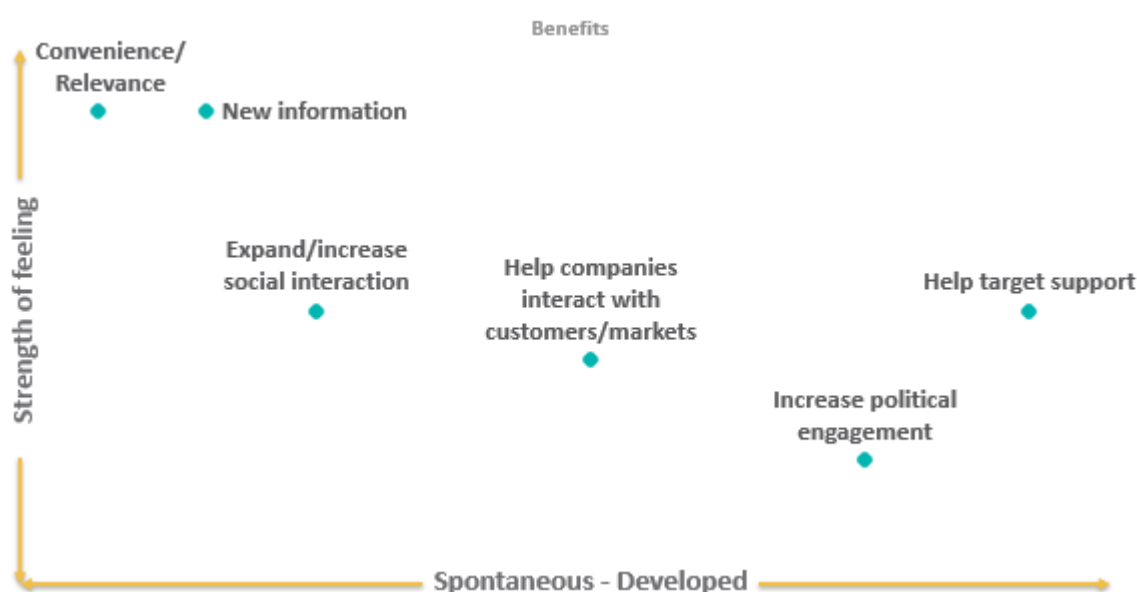 Benefits
Convenience/
Relevance
New information
Expand/increase
social interaction
Help companies
interact with
customers/markets
Help target support
Increase political
engagement
Strength of feeling
Spontaneous - Developed